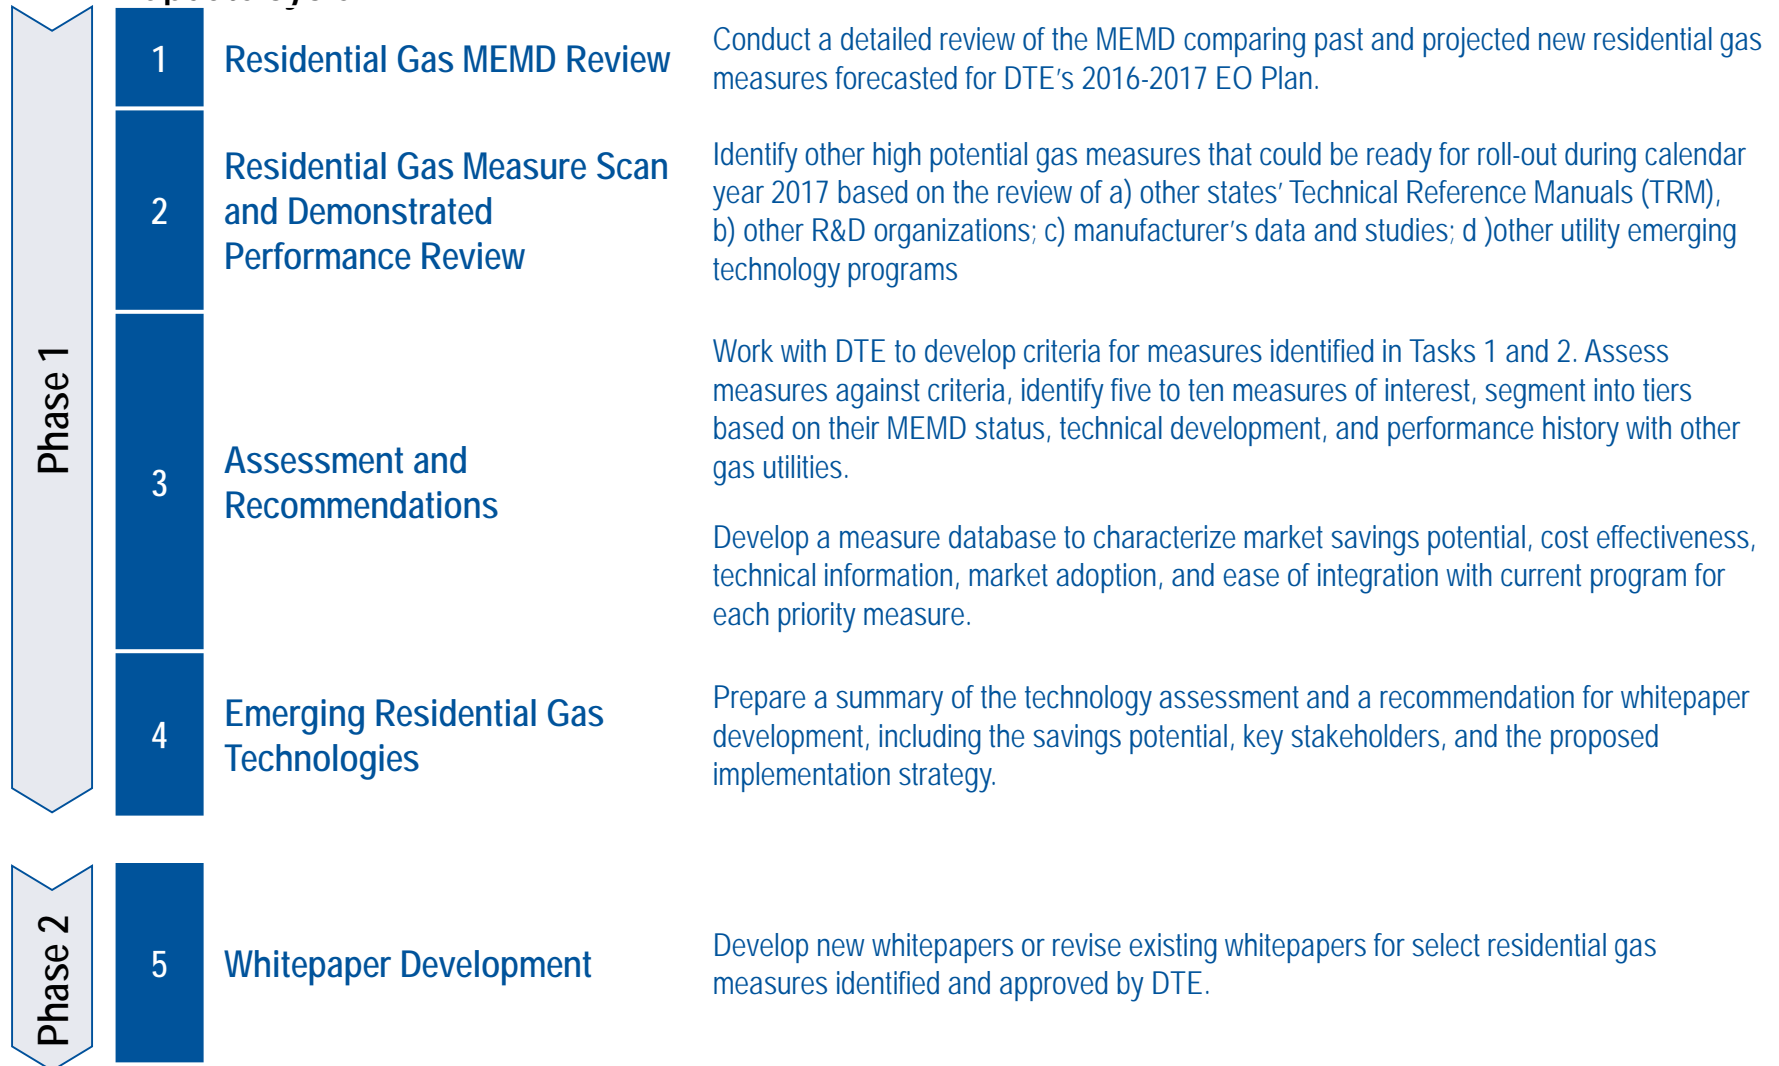 Phase 1
1
Residential Gas MEMD Review
Conduct a detailed review of the MEMD comparing past and projected new residential gas
measures forecasted for DTE's 2016-2017 EO Plan.
2
Residential Gas Measure Scan
and Demonstrated
Performance Review
Identify other high potential gas measures that could be ready for roll-out during calendar
year 2017 based on the review of a) other states' Technical Reference Manuals (TRM),
b) other R&D organizations; c) manufacturer's data and studies; d )other utility emerging
technology programs
3
Assessment and
Recommendations
Work with DTE to develop criteria for measures identified in Tasks 1 and 2. Assess
measures against criteria, identify five to ten measures of interest, segment into tiers
based on their MEMD status, technical development, and performance history with other
gas utilities.
Develop a measure database to characterize market savings potential, cost effectiveness,
technical information, market adoption, and ease of integration with current program for
each priority measure.
4
Emerging Residential Gas
Technologies
Prepare a summary of the technology assessment and a recommendation for whitepaper
development, including the savings potential, key stakeholders, and the proposed
implementation strategy.
Phase 2
5
Whitepaper Development
Develop new whitepapers or revise existing whitepapers for select residential gas
measures identified and approved by DTE.